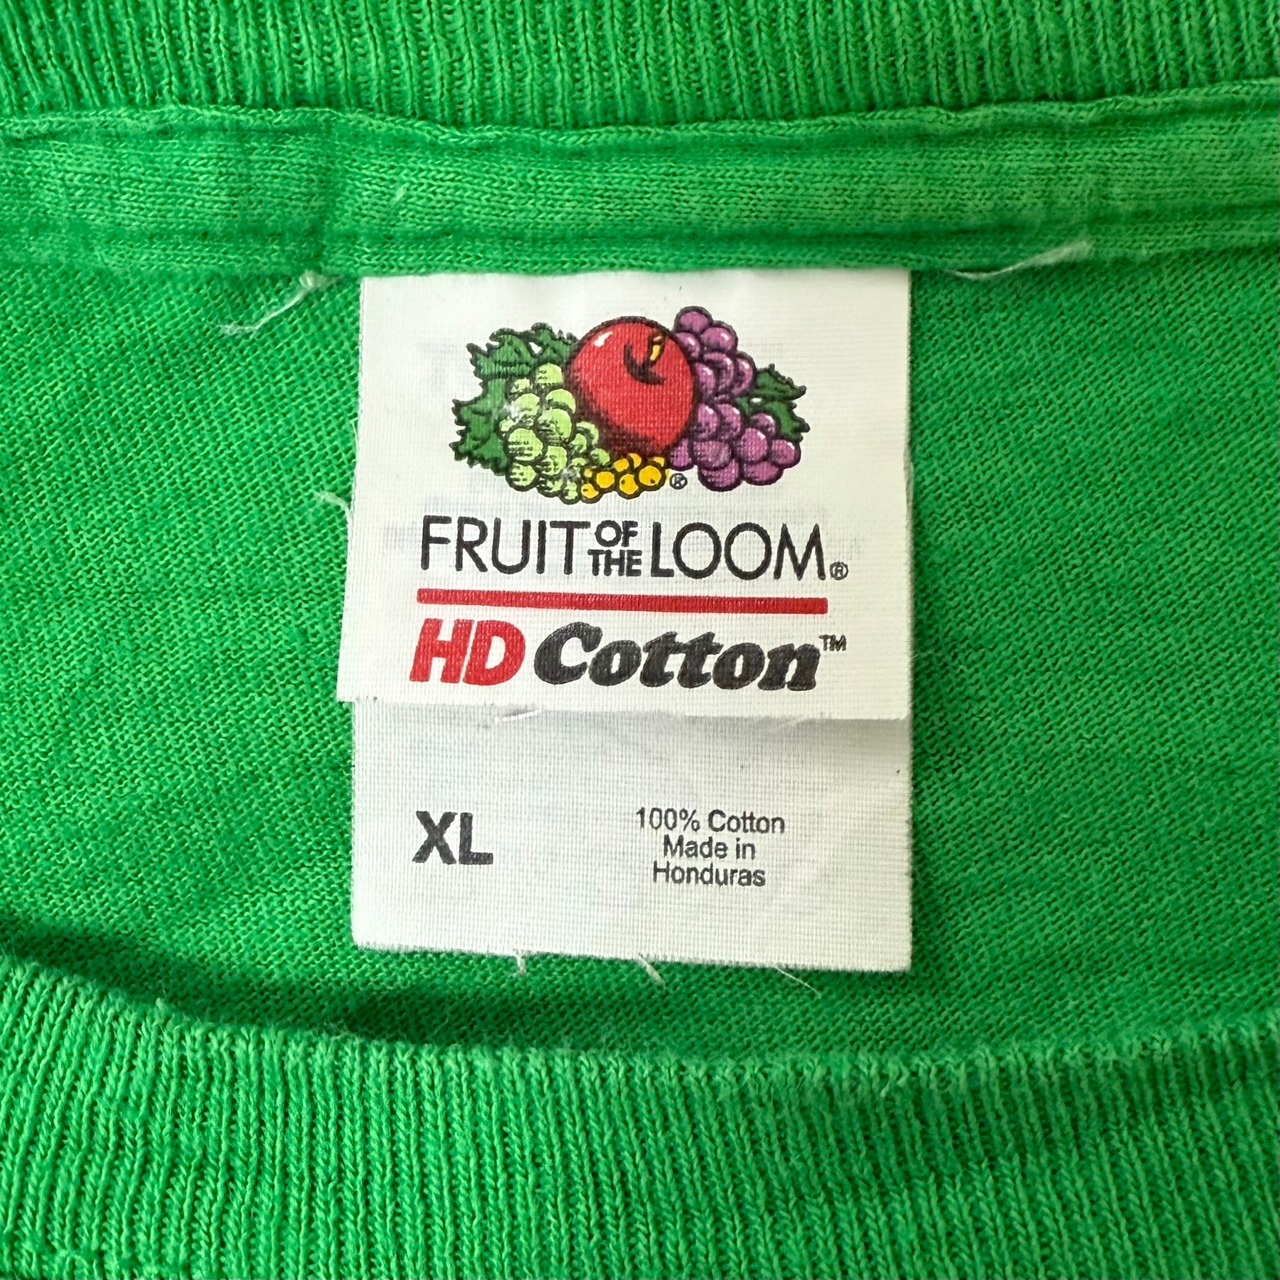 ®
FRUIT OF THE LOOM®
HD Cotton™
XL
100% Cotton
Made in
Honduras